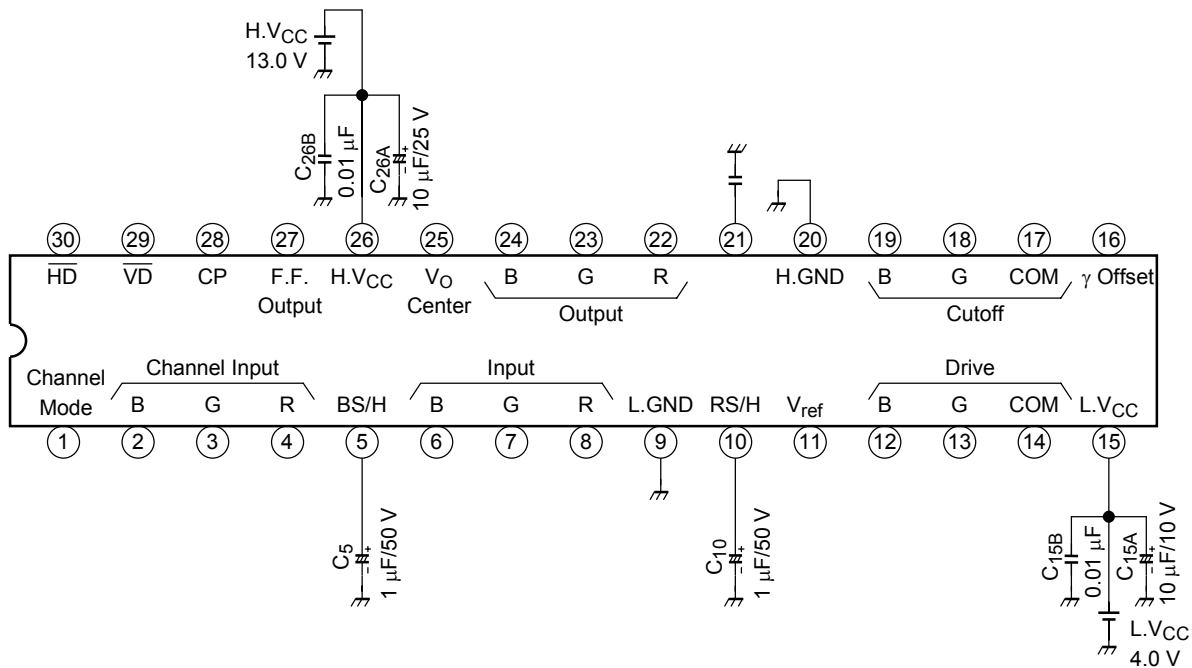 H.VCC
13.0 V
C26B
0.01 μF
C26A
10 μF/25 V
30 29 28 27 26 25 24 23 22 21 20 19 18 17 16
HD VD CP F.F. H.VCC VO B G R H.GND B G COM γ Offset
Output Center Output Cutoff
Channel Channel Input Input Drive
Mode B G R BS/H B G R L.GND RS/H Vref B G COM L.VCC
1 2 3 4 5 6 7 8 9 10 11 12 13 14 15
C5
1 μF/50 V
C10
1 μF/50 V
C15B
0.01 μF
C15A
10 μF/10 V
L.VCC
4.0 V